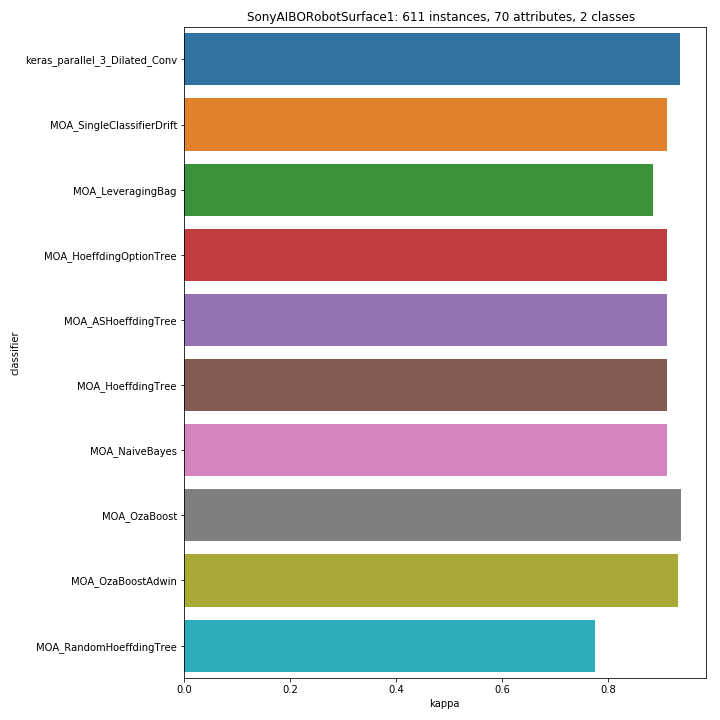 SonyAIBORobotSurface1: 611 instances, 70 attributes, 2 classes
keras_parallel_3_Dilated_Conv
MOA_SingleClassifierDrift
MOA_LeveragingBag
MOA_HoeffdingOptionTree
MOA_ASHoeffdingTree
classifier
MOA_HoeffdingTree
MOA_NaiveBayes
MOA_OzaBoost
MOA_OzaBoostAdwin
MOA_RandomHoeffdingTree
0.0 0.2 0.4 0.6 0.8
kappa